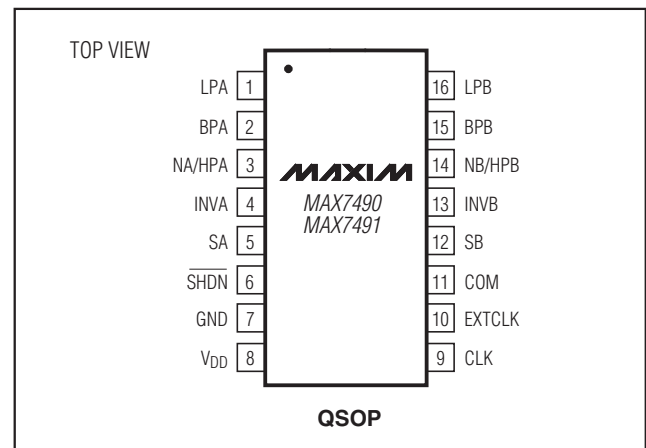 TOP VIEW
LPA 1 16 LPB
BPA 2 15 BPB
NA/HPA 3 MAXIM 14 NB/HPB
INVA 4 MAX7490 13 INVB
MAX7491
SA 5 12 SB
SHDN 6 11 COM
GND 7 10 EXTCLK
VDD 8 9 CLK
QSOP